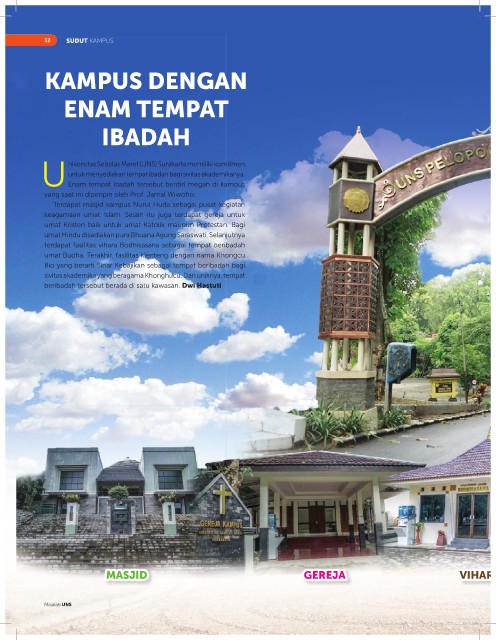 32 SUDUT KAMPUS
KAMPUS DENGAN
ENAM TEMPAT
IBADAH
Universitas Sebelas Maret (UNS) Surakarta memiliki komitmen
untuk menyediakan tempat ibadah bagi sivitas akademikanya.
Enam tempat ibadah tersebut berdiri megah di kampus
yang saat ini dipimpin oleh Prof. Jamal Wiwoho.
Terdapat masjid kampus Nurul Huda sebagai pusat kegiatan
keagamaan umat Islam. Selain itu juga terdapat gereja untuk
umat Kristen baik untuk umat Katolik maupun Protestan. Bagi
umat Hindu disediakan pura Bhuana Agung Saraswati. Selanjutnya
terdapat fasilitas vihara Bodhisasana sebagai tempat beribadah
umat Budha. Terakhir, fasilitas Klenteng dengan nama Khongcu
Bio yang berarti Sinar Kebajikan sebagai tempat beribadah bagi
sivitas akademika yang beragama Khonghucu. Dan uniknya, tempat
beribadah tersebut berada di satu kawasan. Dwi Hastuti
UNS PELOPO
GEREJA KAMPUS
MASJID
GEREJA
VIHAR
Majalah UNS